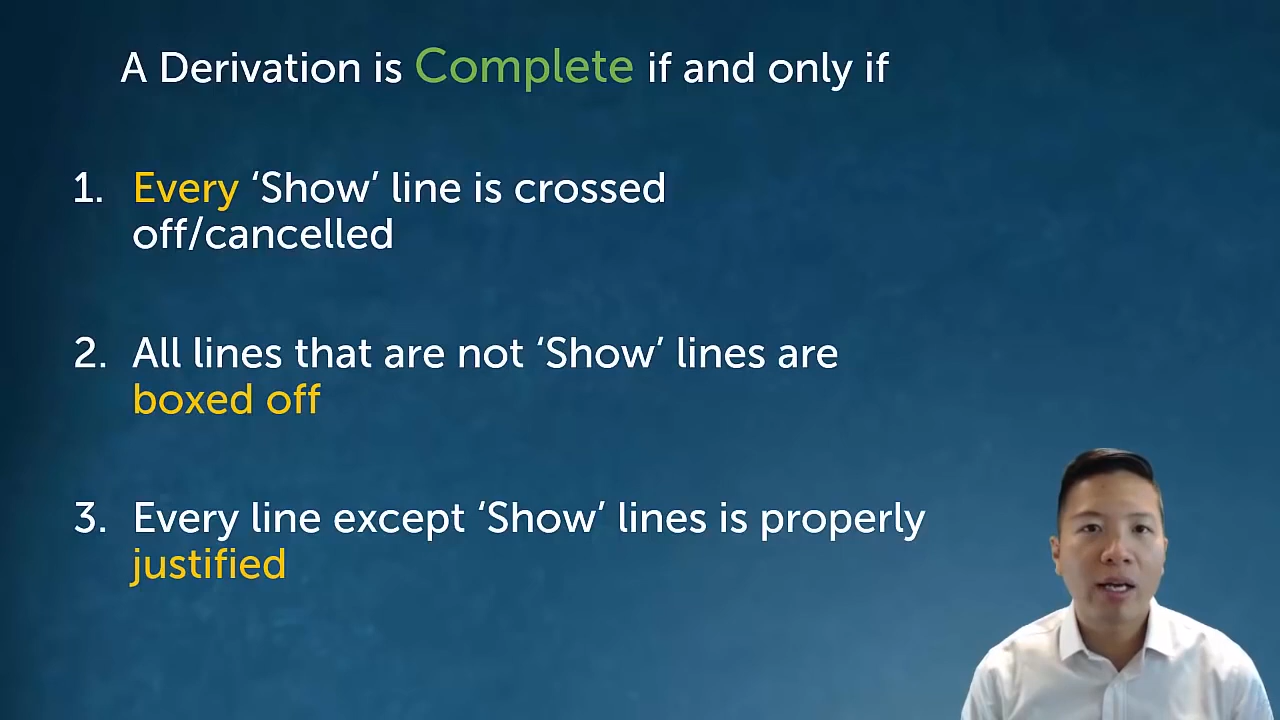 A Derivation is Complete if and only if
1. Every ‘Show’ line is crossed
off/cancelled
2. All lines that are not ‘Show’ lines are
boxed off
3. Every line except ‘Show’ lines is properly
justified